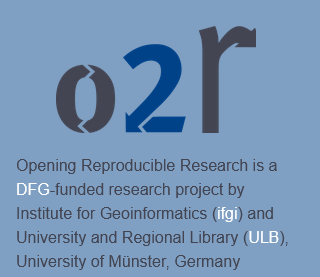 o2r
Opening Reproducible Research is a
DFG-funded research project by
Institute for Geoinformatics (ifgi) and
University and Regional Library (ULB),
University of Münster, Germany